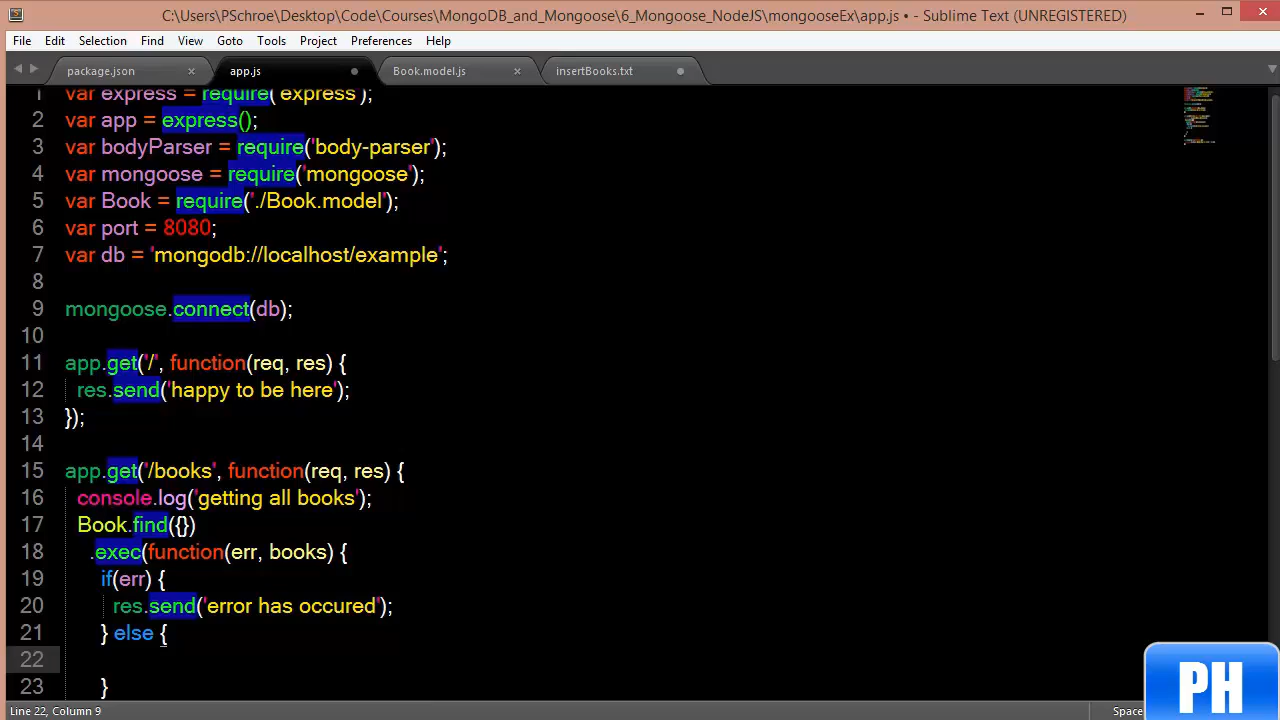 C:\Users\PSchroe\Desktop\Code\Courses\MongoDB_and_Mongoose\6_Mongoose_NodeJS\mongooseEx\app.js • - Sublime Text (UNREGISTERED)
File Edit Selection Find View Goto Tools Project Preferences Help
package.json app.js Book.model.js insertBooks.txt
1 var express = require('express');
2 var app = express();
3 var bodyParser = require('body-parser');
4 var mongoose = require('mongoose');
5 var Book = require('./Book.model');
6 var port = 8080;
7 var db = 'mongodb://localhost/example';
8
9 mongoose.connect(db);
10
11 app.get('/', function(req, res) {
12 res.send('happy to be here');
13 });
14
15 app.get('/books', function(req, res) {
16 console.log('getting all books');
17 Book.find({})
18 .exec(function(err, books) {
19 if(err) {
20 res.send('error has occured');
21 } else {
22
23 }
Line 22, Column 9
Space
PH